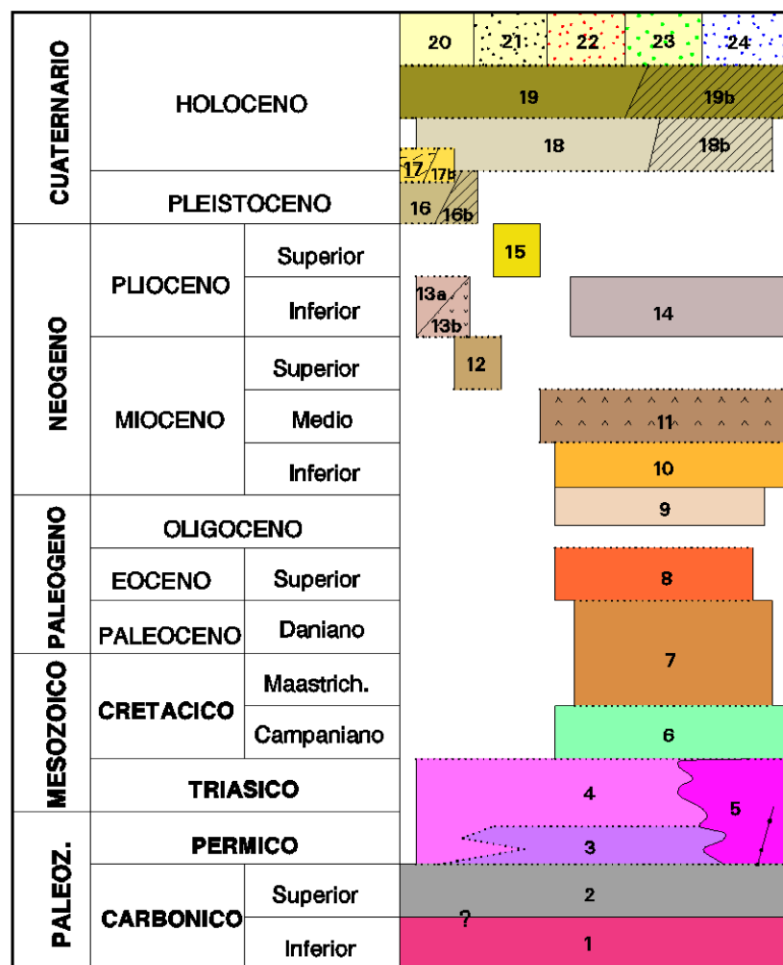 20 21 22 23 24
CUATERNARIO
HOLOCENO
19 19b
18 18b
17 17b
PLEISTOCENO
16 16b
NEOGENO
PLIOCENO
Superior
15
Inferior
13a
13b
14
MIOCENO
Superior
12
Medio
11
Inferior
10
PALEOGENO
OLIGOCENO
9
EOCENO
Superior
8
PALEOCENO
Daniano
7
MESOZOICO
CRETACICO
Maastrich.
Campaniano
6
TRIASICO
4
5
PALEOZ.
PERMICO
3
CARBONICO
Superior
2
?
Inferior
1